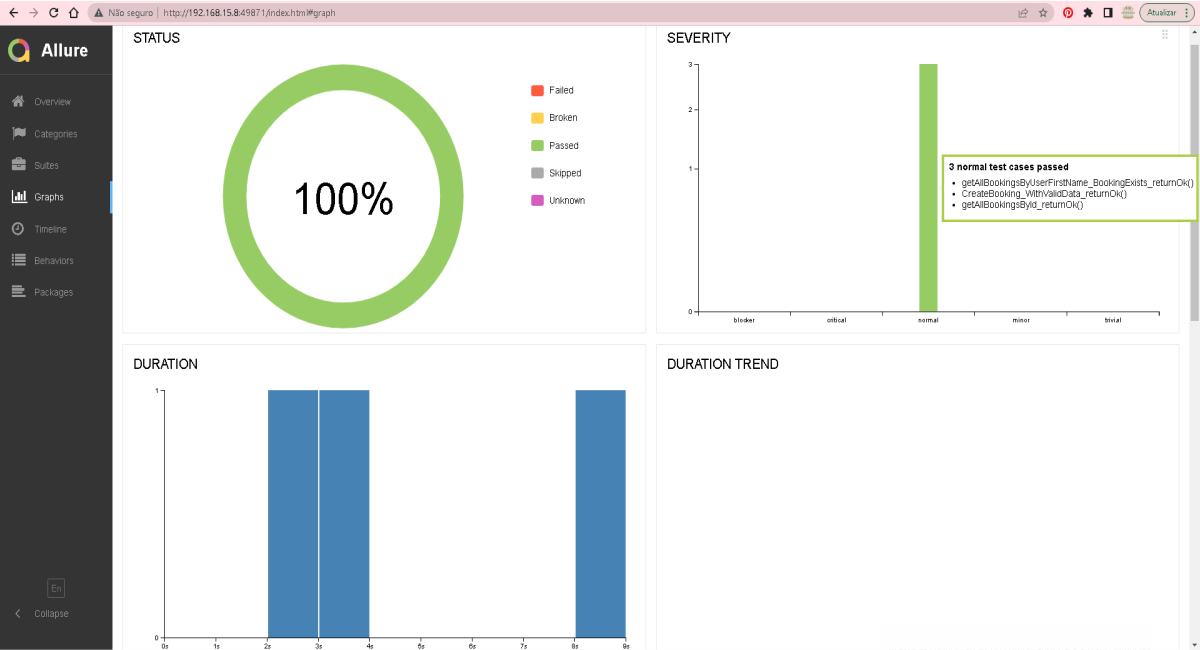 Não seguro
http://192.168.15.8:49871/index.html#graph
Atualizar
Allure
Overview
Categories
Suites
Graphs
Timeline
Behaviors
Packages
En
Collapse
STATUS
100%
Failed
Broken
Passed
Skipped
Unknown
SEVERITY
3
2
1
0
blocker critical normal minor trivial
3 normal test cases passed
getAllBookingsByUserFirstName_BookingExists_returnOk()
CreateBooking_WithValidData_returnOk()
getAllBookingsById_returnOk()
DURATION
1
0
0s 1s 2s 3s 4s 5s 6s 7s 8s 9s
DURATION TREND